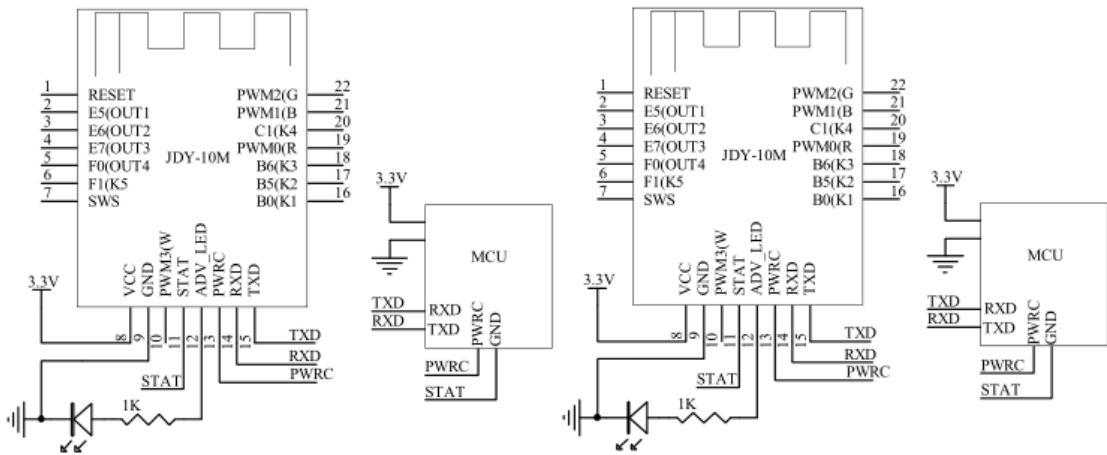 1 RESET PWM2(G 22
2 E5(OUT1 PWM1(B 21
3 E6(OUT2 C1(K4 20
4 E7(OUT3 PWM0(R 19
JDY-10M
5 F0(OUT4 B6(K3 18
6 F1(K5 B5(K2 17
7 SWS B0(K1 16
VCC GND PWM3(W STAT ADV_LED PWRC RXD TXD
3.3V
8 9 10 11 12 13 14 15
TXD
RXD
PWRC
STAT
1K
3.3V
MCU
TXD RXD
RXD TXD
PWRC GND
PWRC
STAT
1 RESET PWM2(G 22
2 E5(OUT1 PWM1(B 21
3 E6(OUT2 C1(K4 20
4 E7(OUT3 PWM0(R 19
JDY-10M
5 F0(OUT4 B6(K3 18
6 F1(K5 B5(K2 17
7 SWS B0(K1 16
VCC GND PWM3(W STAT ADV_LED PWRC RXD TXD
3.3V
8 9 10 11 12 13 14 15
TXD
RXD
PWRC
STAT
1K
3.3V
MCU
TXD RXD
RXD TXD
PWRC GND
PWRC
STAT